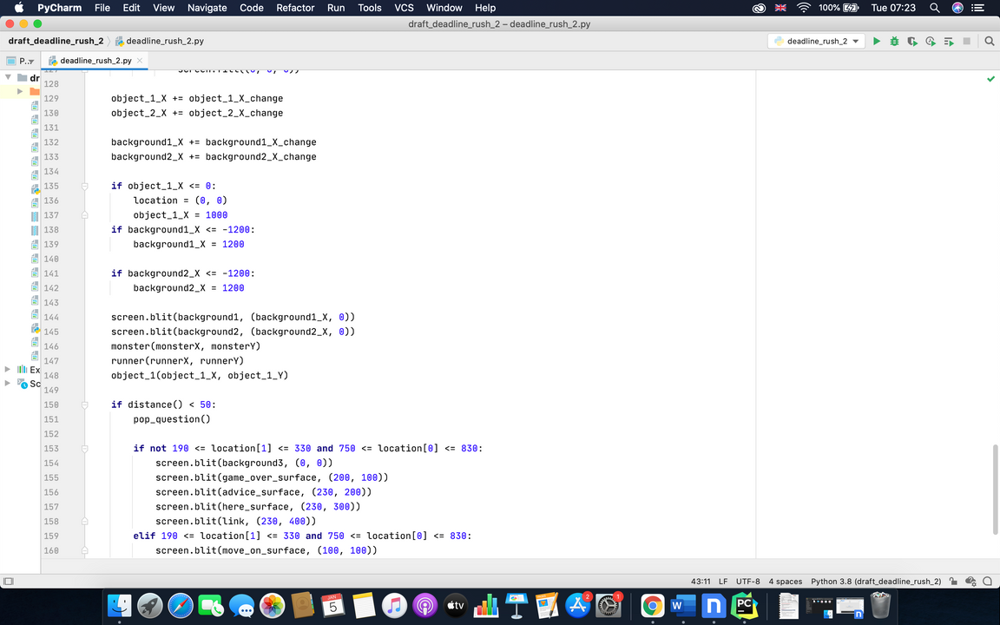 PyCharm File Edit View Navigate Code Refactor Run Tools VCS Window Help 100% Tue 07:23
draft_deadline_rush_2 – deadline_rush_2.py
draft_deadline_rush_2 deadline_rush_2.py deadline_rush_2
P.. deadline_rush_2.py
dr
128
129 object_1_X += object_1_X_change
130 object_2_X += object_2_X_change
131
132 background1_X += background1_X_change
133 background2_X += background2_X_change
134
135 if object_1_X <= 0:
136 location = (0, 0)
137 object_1_X = 1000
138 if background1_X <= -1200:
139 background1_X = 1200
140
141 if background2_X <= -1200:
142 background2_X = 1200
143
144 screen.blit(background1, (background1_X, 0))
145 screen.blit(background2, (background2_X, 0))
146 monster(monsterX, monsterY)
147 runner(runnerX, runnerY)
Ex
148 object_1(object_1_X, object_1_Y)
Sc
149
150 if distance() < 50:
151 pop_question()
152
153 if not 190 <= location[1] <= 330 and 750 <= location[0] <= 830:
154 screen.blit(background3, (0, 0))
155 screen.blit(game_over_surface, (200, 100))
156 screen.blit(advice_surface, (230, 200))
157 screen.blit(here_surface, (230, 300))
158 screen.blit(link, (230, 400))
159 elif 190 <= location[1] <= 330 and 750 <= location[0] <= 830:
160 screen.blit(move_on_surface, (100, 100))
43:11 LF UTF-8 4 spaces Python 3.8 (draft_deadline_rush_2)
JAN
5
tv
2
1
W
n
PC